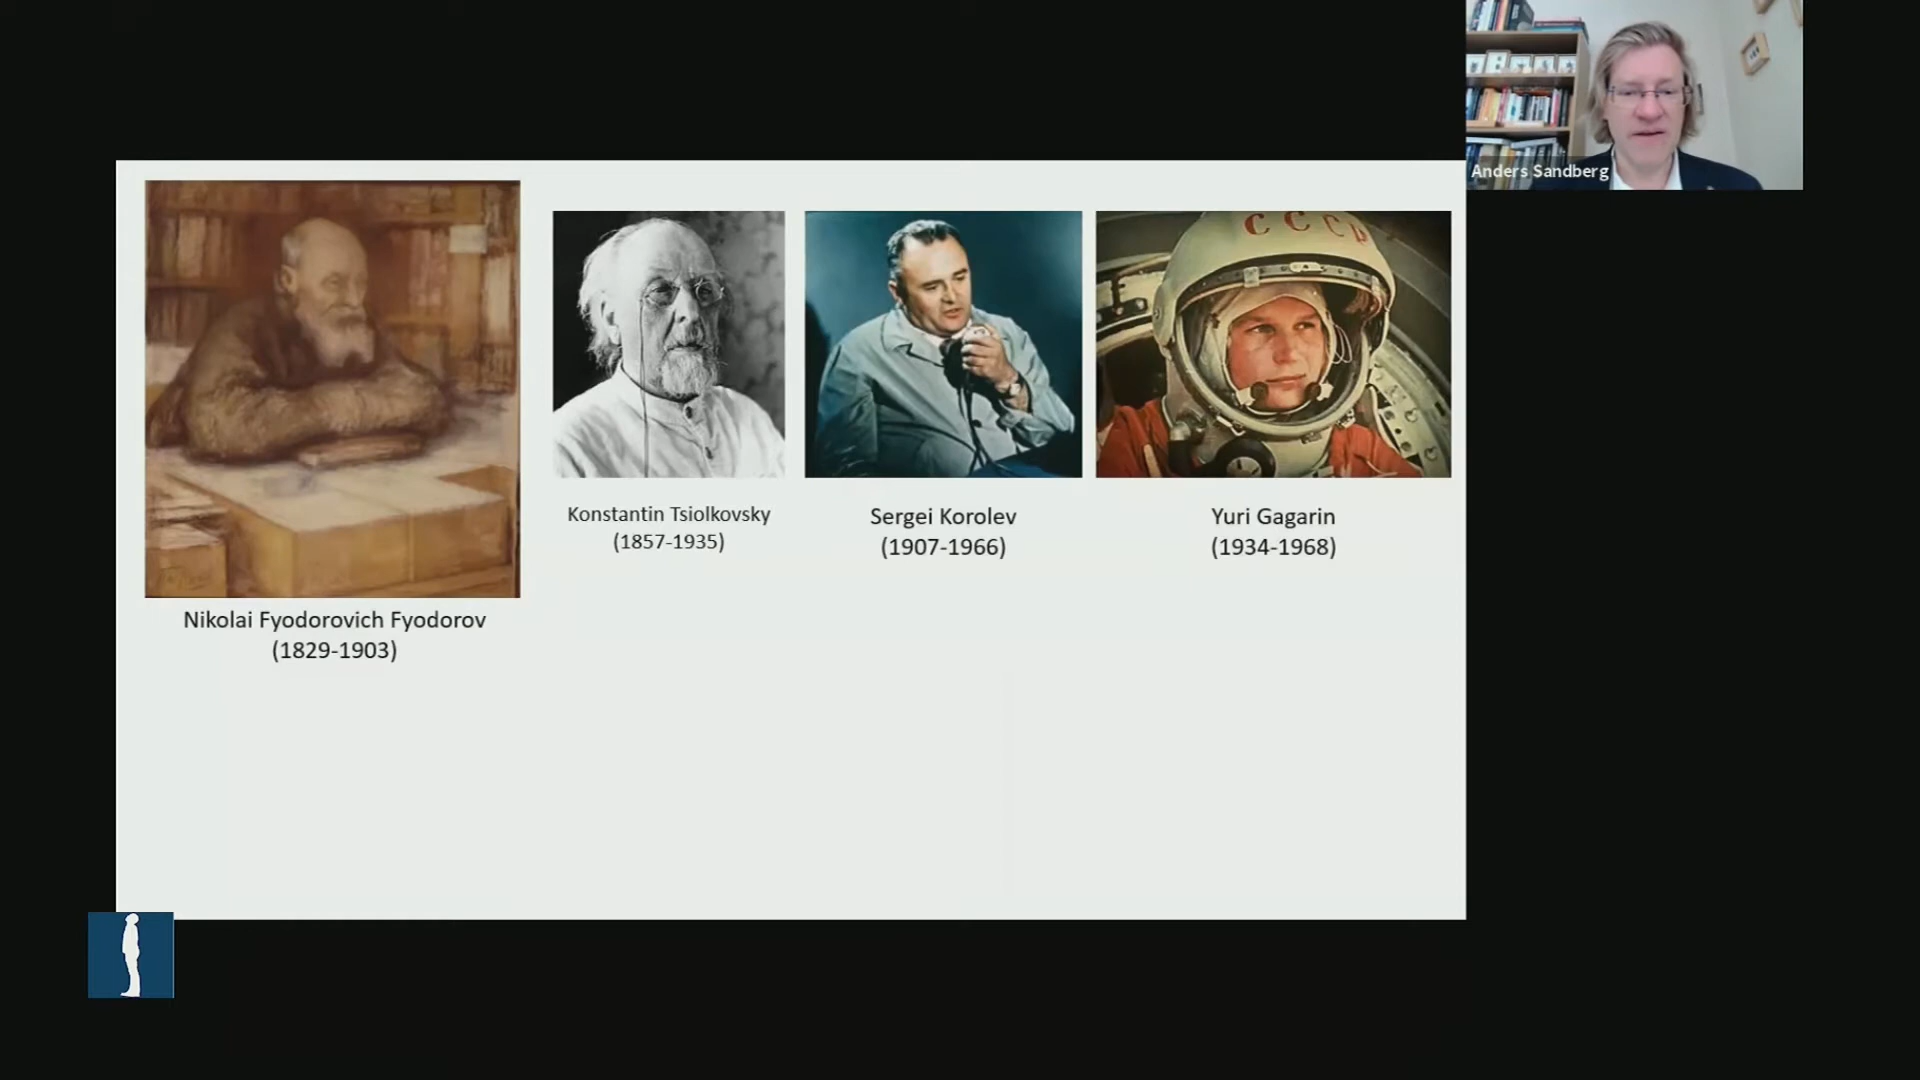 Anders Sandberg
СССР
Konstantin Tsiolkovsky
(1857-1935)
Sergei Korolev
(1907-1966)
Yuri Gagarin
(1934-1968)
Nikolai Fyodorovich Fyodorov
(1829-1903)